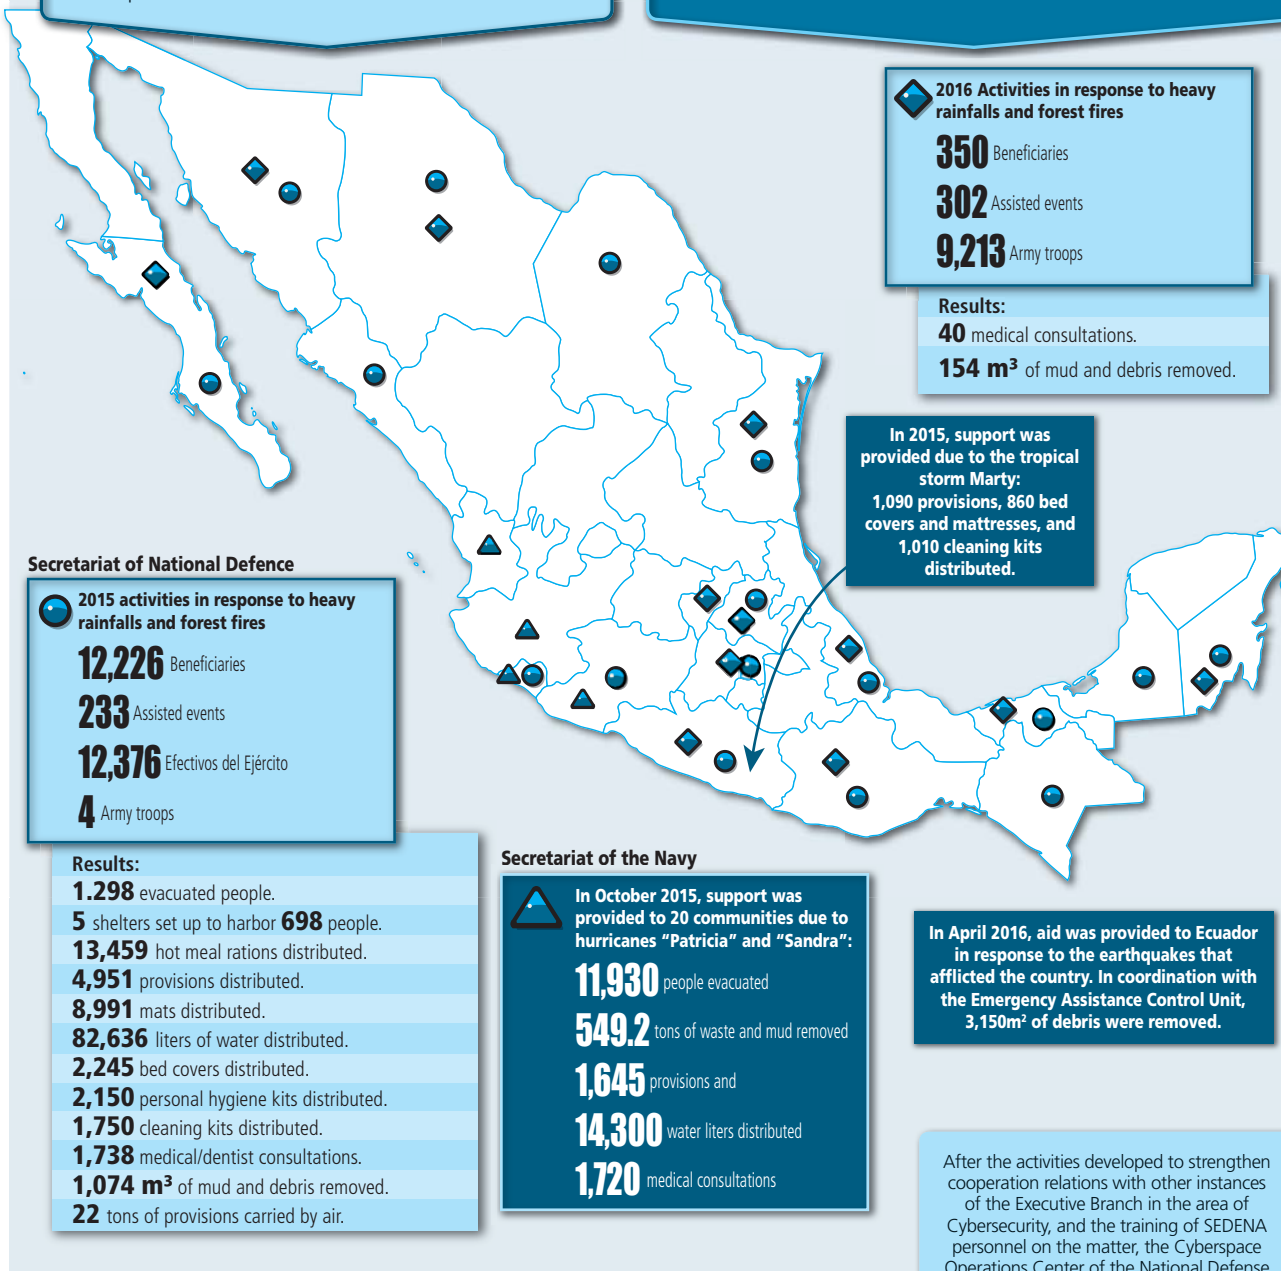 2016 Activities in response to heavy
rainfalls and forest fires
350 Beneficiaries
302 Assisted events
9,213 Army troops
Results:
40 medical consultations.
154 m³ of mud and debris removed.
In 2015, support was
provided due to the tropical
storm Marty:
1,090 provisions, 860 bed
covers and mattresses, and
1,010 cleaning kits
distributed.
Secretariat of National Defence
2015 activities in response to heavy
rainfalls and forest fires
12,226 Beneficiaries
233 Assisted events
12,376 Efectivos del Ejército
4 Army troops
Results:
1.298 evacuated people.
5 shelters set up to harbor 698 people.
13,459 hot meal rations distributed.
4,951 provisions distributed.
8,991 mats distributed.
82,636 liters of water distributed.
2,245 bed covers distributed.
2,150 personal hygiene kits distributed.
1,750 cleaning kits distributed.
1,738 medical/dentist consultations.
1,074 m³ of mud and debris removed.
22 tons of provisions carried by air.
Secretariat of the Navy
In October 2015, support was
provided to 20 communities due to
hurricanes “Patricia” and “Sandra”:
11,930 people evacuated
549.2 tons of waste and mud removed
1,645 provisions and
14,300 water liters distributed
1,720 medical consultations
In April 2016, aid was provided to Ecuador
in response to the earthquakes that
afflicted the country. In coordination with
the Emergency Assistance Control Unit,
3,150m² of debris were removed.
After the activities developed to strengthen
cooperation relations with other instances
of the Executive Branch in the area of
Cybersecurity, and the training of SEDENA
personnel on the matter, the Cyberspace
Operations Center of the National Defense